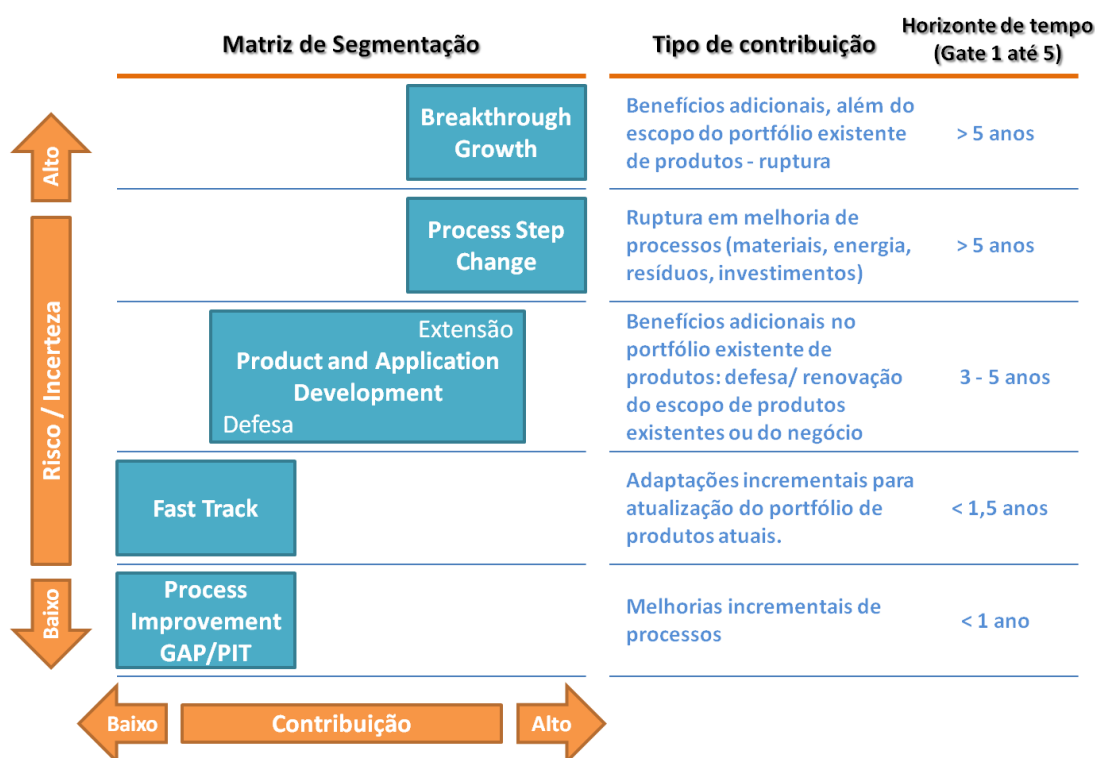 Matriz de Segmentação
Tipo de contribuição
Horizonte de tempo
(Gate 1 até 5)
Alto
Risco / Incerteza
Baixo
Breakthrough
Growth
Benefícios adicionais, além do
escopo do portfólio existente
de produtos - ruptura
> 5 anos
Process Step
Change
Ruptura em melhoria de
processos (materiais, energia,
resíduos, investimentos)
> 5 anos
Extensão
Product and Application
Development
Defesa
Benefícios adicionais no
portfólio existente de
produtos: defesa/ renovação
do escopo de produtos
existentes ou do negócio
3 - 5 anos
Fast Track
Adaptações incrementais para
atualização do portfólio de
produtos atuais.
< 1,5 anos
Process
Improvement
GAP/PIT
Melhorias incrementais de
processos
< 1 ano
Baixo
Contribuição
Alto